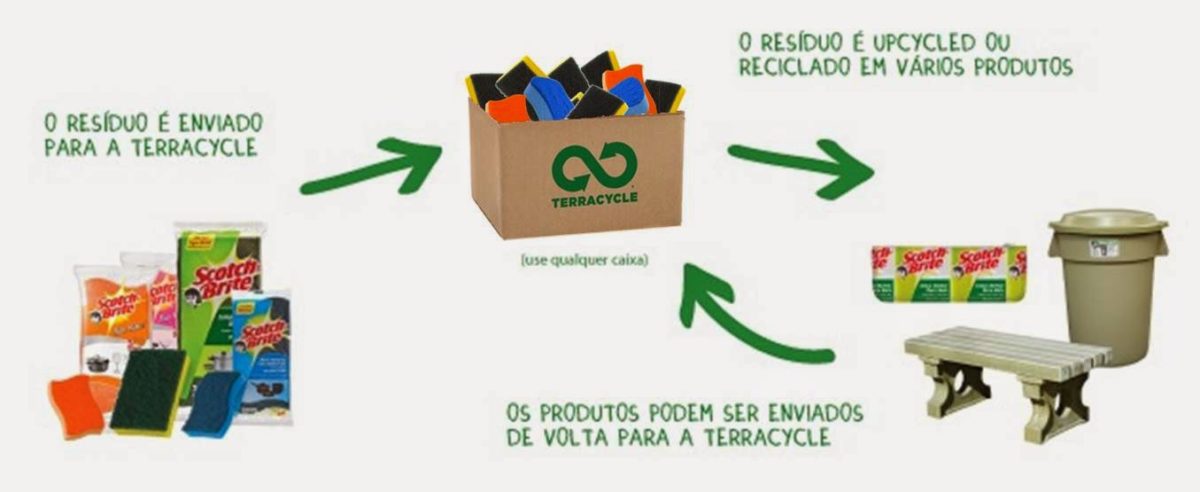 O RESÍDUO É ENVIADO
PARA A TERRACYCLE
TERRACYCLE
(use qualquer caixa)
O RESÍDUO É UPCYCLED OU
RECICLADO EM VÁRIOS PRODUTOS
OS PRODUTOS PODEM SER ENVIADOS
DE VOLTA PARA A TERRACYCLE
Scotch
Brite
Scotch
Brite
Scotch
Brite
Scotch
Brite
Scotch
Brite